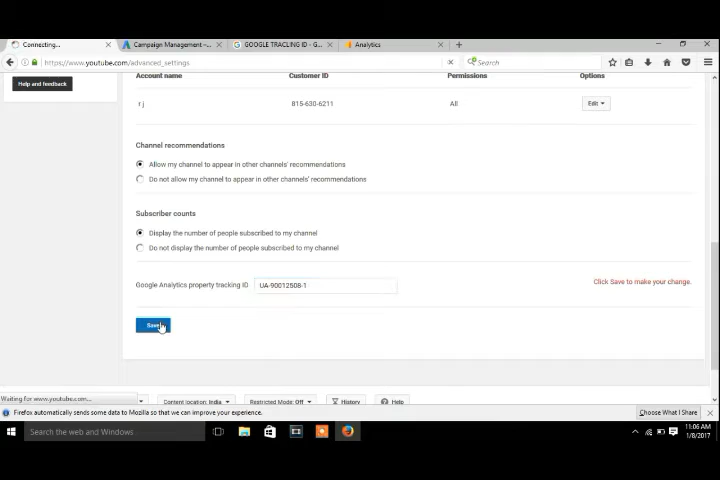 Connecting...
Campaign Management –...
GOOGLE TRACLING ID - G...
Analytics
https://www.youtube.com/advanced_settings
Search
Help and feedback
Account name Customer ID Permissions Options
r j 815-630-6211 All Edit
Channel recommendations
Allow my channel to appear in other channels' recommendations
Do not allow my channel to appear in other channels' recommendations
Subscriber counts
Display the number of people subscribed to my channel
Do not display the number of people subscribed to my channel
Google Analytics property tracking ID UA-90012508-1 Click Save to make your change.
Save
Waiting for www.youtube.com...
Content location: India Restricted Mode: Off History Help
Firefox automatically sends some data to Mozilla so that we can improve your experience. Choose What I Share
Search the web and Windows
11:06 AM
1/8/2017